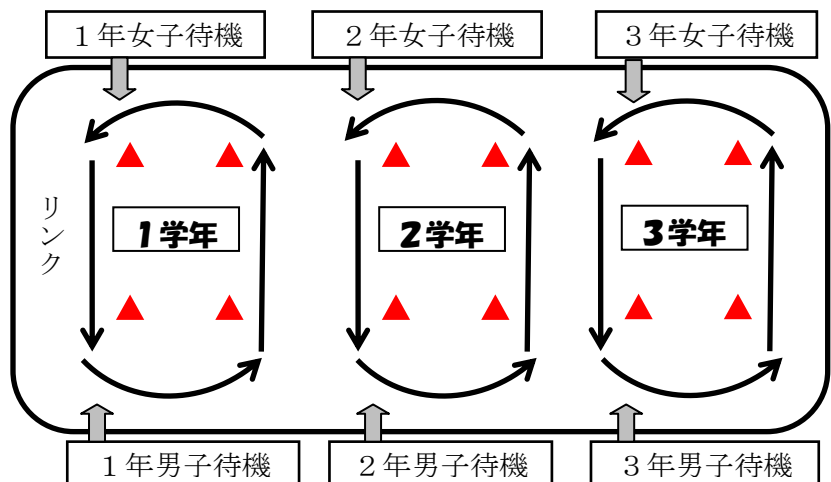 １年女子待機
２年女子待機
３年女子待機
リンク
１学年
２学年
３学年
１年男子待機
２年男子待機
３年男子待機